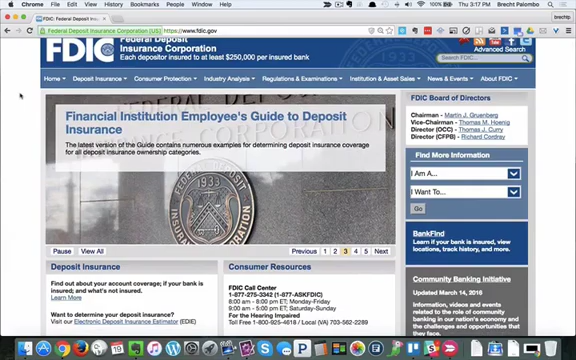 Chrome File Edit View History Bookmarks People Window Help
100% Thu 3:17 PM Brecht Palombo
FDIC: Federal Deposit Insur
brechtp
Federal Deposit Insurance Corporation (US) https://www.fdic.gov
FDIC
Federal Deposit
Insurance Corporation
Each depositor insured to at least $250,000 per insured bank
Advanced Search
Search FDIC...
Home Deposit Insurance Consumer Protection Industry Analysis Regulations & Examinations Institution & Asset Sales News & Events About FDIC
Financial Institution Employee's Guide to Deposit
Insurance
The latest version of the Guide contains numerous examples for determining deposit insurance coverage
for all deposit insurance ownership categories.
1933
Pause View All Previous 1 2 3 4 5 Next
Deposit Insurance
Find out about your account coverage; if your bank is
insured; and what's not insured.
Learn More
Want to determine your deposit insurance?
Visit our Electronic Deposit Insurance Estimator (EDIE)
Consumer Resources
FDIC Call Center
1-877-275-3342 (1-877-ASKFDIC)
8:00 am - 8:00 pm ET; Monday-Friday
9:00 am - 5:00 pm ET; Saturday-Sunday
For the Hearing Impaired
Toll Free 1-800-925-4618 / Local (VA) 703-562-2289
FDIC Board of Directors
Chairman - Martin J. Gruenberg
Vice-Chairman - Thomas M. Hoenig
Director (OCC) - Thomas J. Curry
Director (CFPB) - Richard Cordray
Find More Information
I Am A...
I Want To...
Go
BankFind
Learn if your bank is insured, view
locations, track history, and more.
Community Banking Initiative
Updated March 14, 2016
Information, videos and events
related to the role of community
banking in our nation's economy
and the challenges and opportunities
that they